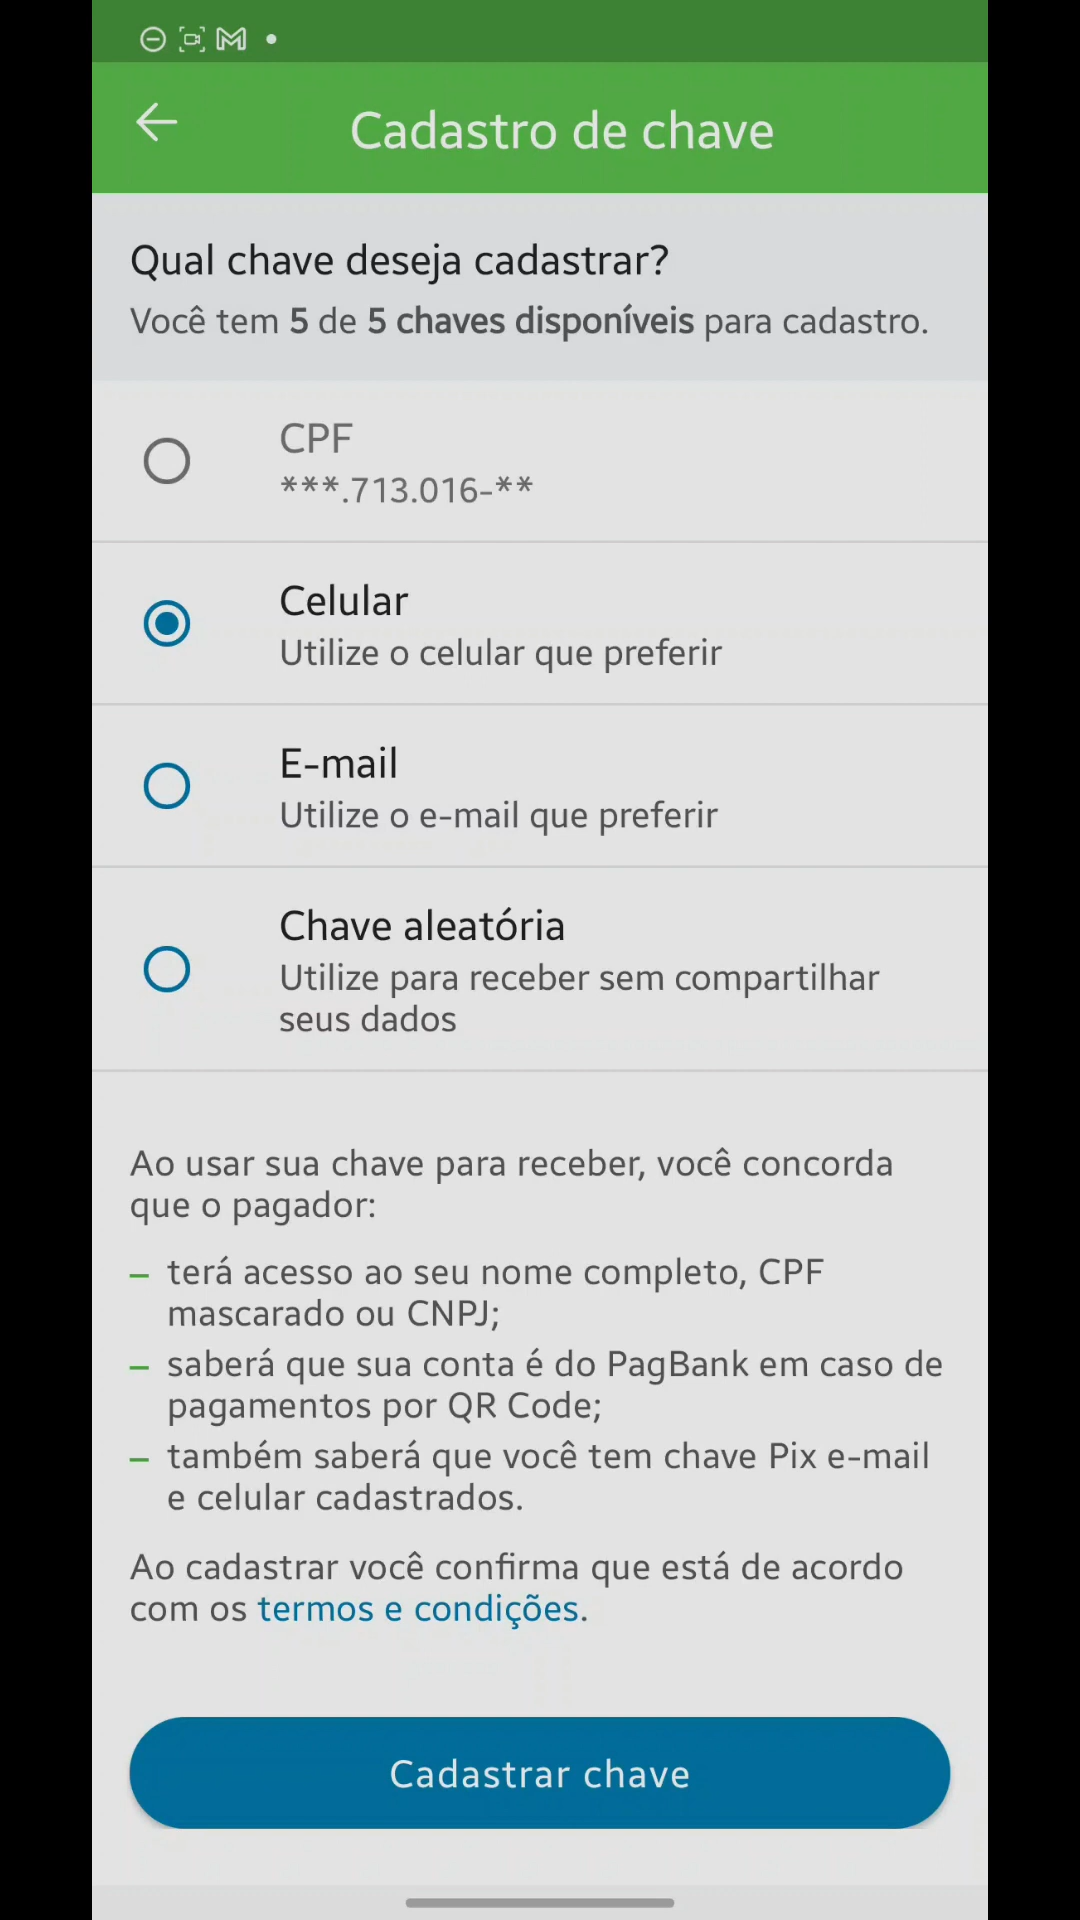 Cadastro de chave
Qual chave deseja cadastrar?
Você tem 5 de 5 chaves disponíveis para cadastro.
CPF
***.713.016-**
Celular
Utilize o celular que preferir
E-mail
Utilize o e-mail que preferir
Chave aleatória
Utilize para receber sem compartilhar
seus dados
Ao usar sua chave para receber, você concorda
que o pagador:
– terá acesso ao seu nome completo, CPF
mascarado ou CNPJ;
– saberá que sua conta é do PagBank em caso de
pagamentos por QR Code;
– também saberá que você tem chave Pix e-mail
e celular cadastrados.
Ao cadastrar você confirma que está de acordo
com os termos e condições.
Cadastrar chave